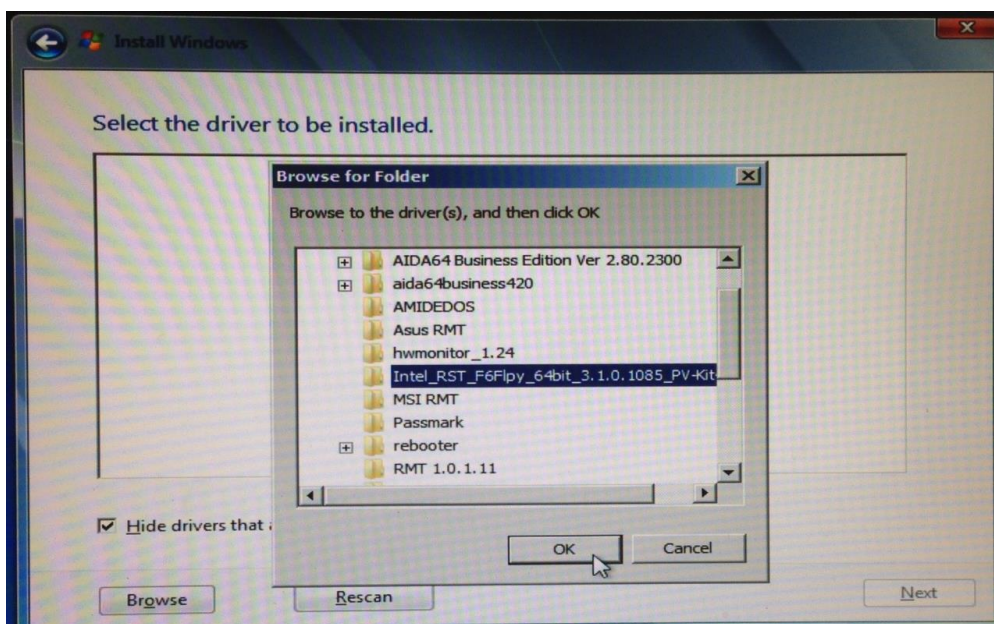 Install Windows
Select the driver to be installed.
Browse for Folder
Browse to the driver(s), and then click OK
AIDA64 Business Edition Ver 2.80.2300
aida64business420
AMIDEDOS
Asus RMT
hwmonitor_1.24
Intel_RST_F6Flpy_64bit_3.1.0.1085_PV-Kit-
MSI RMT
Passmark
rebooter
RMT 1.0.1.11
Hide drivers that
OK
Cancel
Browse
Rescan
Next